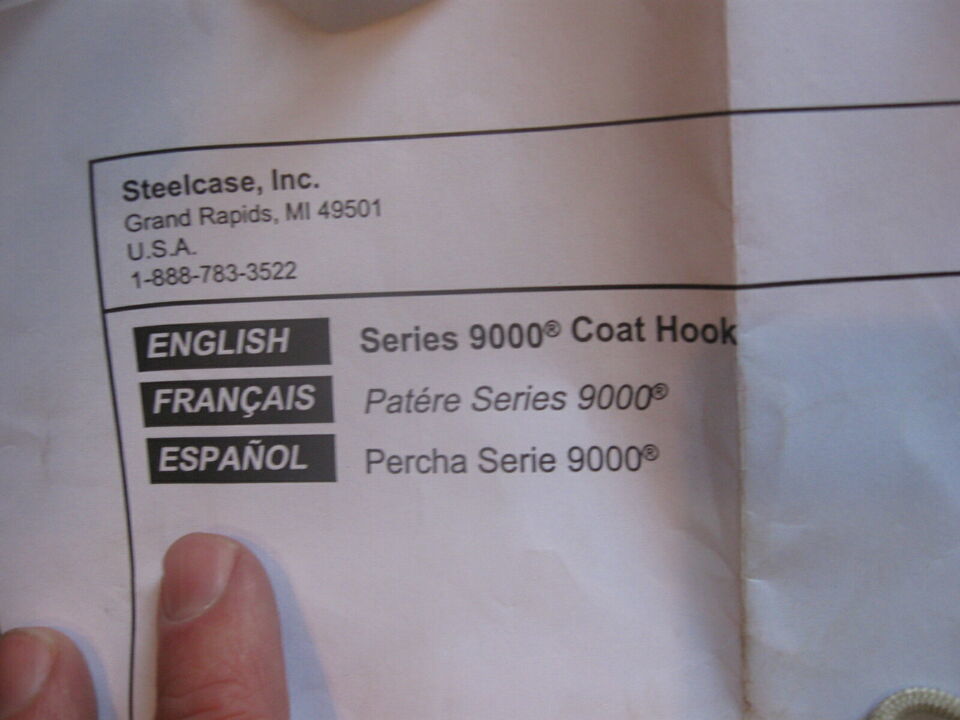 Steelcase, Inc.
Grand Rapids, MI 49501
U.S.A.
1-888-783-3522
ENGLISH Series 9000® Coat Hook
FRANÇAIS Patére Series 9000®
ESPAÑOL Percha Serie 9000®